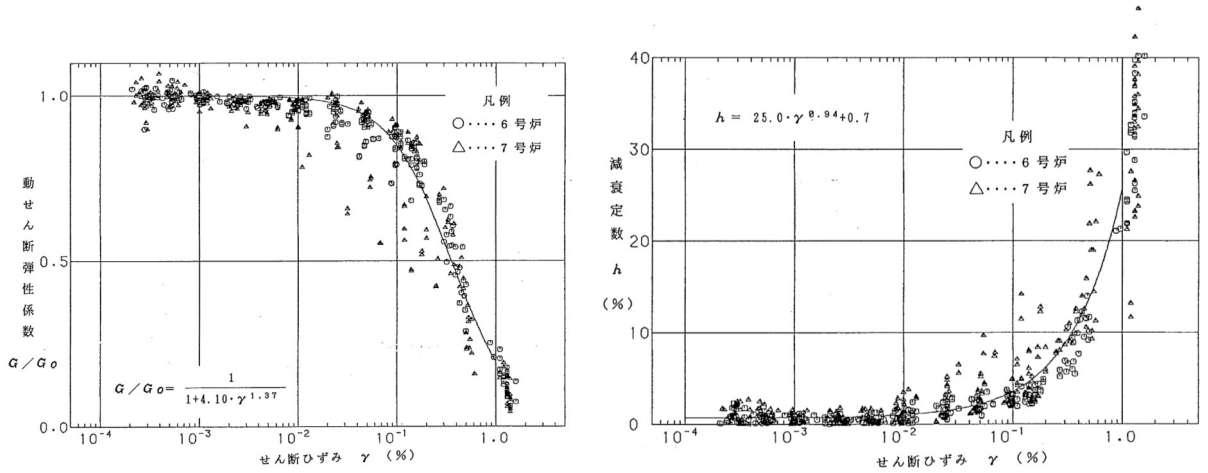 1.0
0.5
0.0
動せん断弾性係数
G/G₀
凡例
○････6号炉
△････7号炉
G/G₀= 1
1+4.10・γ¹·³⁷
10⁻⁴
10⁻³
10⁻²
10⁻¹
1.0
せん断ひずみ γ (%)
40
30
20
10
0
減衰定数
h
(%)
h = 25.0・γ⁰·⁹⁴+0.7
凡例
○････6号炉
△････7号炉
10⁻⁴
10⁻³
10⁻²
10⁻¹
1.0
せん断ひずみ γ (%)